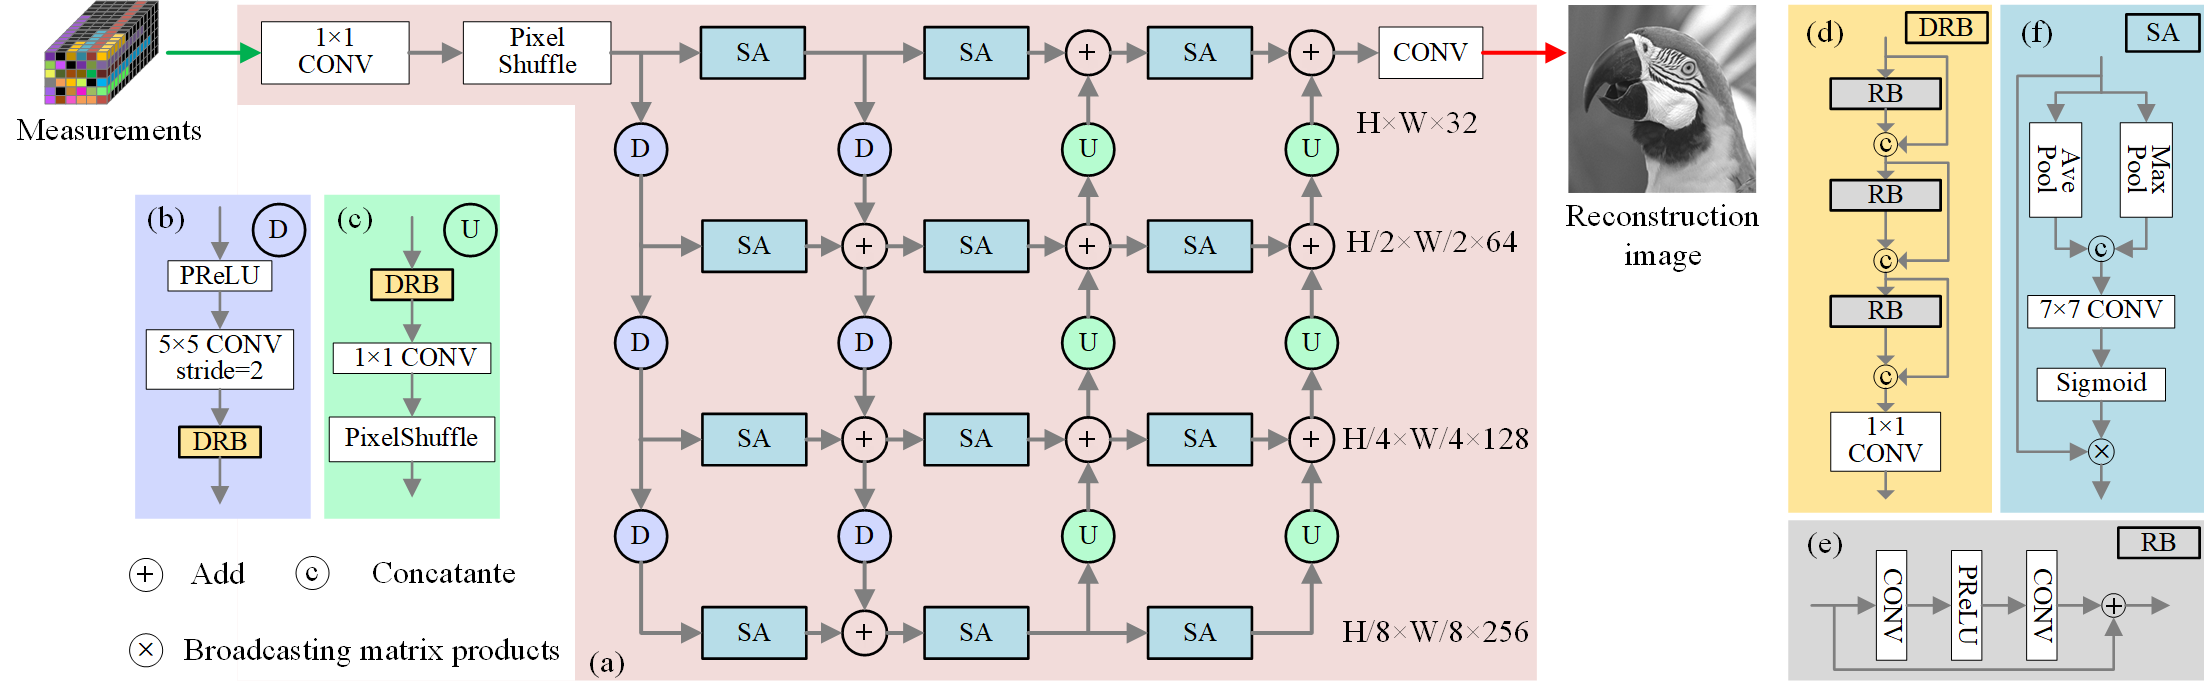 Measurements
1×1
CONV
Pixel
Shuffle
SA
SA
+
SA
+
CONV
D
D
U
U
H×W×32
SA
+
SA
+
SA
+
H/2×W/2×64
D
D
U
U
SA
+
SA
+
SA
+
H/4×W/4×128
D
D
U
U
SA
+
SA
SA
H/8×W/8×256
(a)
Reconstruction
image
(b)
D
PReLU
5×5 CONV
stride=2
DRB
(c)
U
DRB
1×1 CONV
PixelShuffle
+ Add
c Concatante
× Broadcasting matrix products
(d)
DRB
RB
c
RB
c
RB
c
1×1
CONV
(f)
SA
Ave
Pool
Max
Pool
c
7×7 CONV
Sigmoid
×
(e)
RB
CONV
PReLU
CONV
+